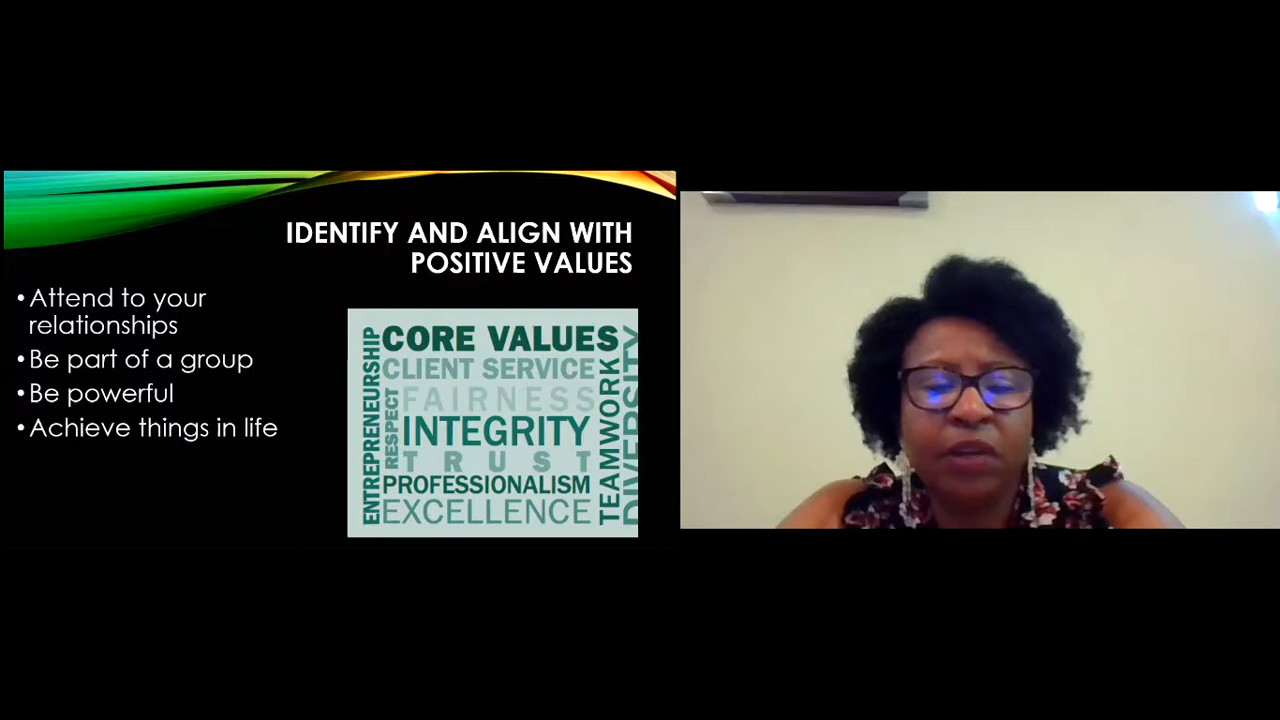 IDENTIFY AND ALIGN WITH
POSITIVE VALUES
• Attend to your
relationships
• Be part of a group
• Be powerful
• Achieve things in life
CORE VALUES
CLIENT SERVICE
FAIRNESS
INTEGRITY
TRUST
PROFESSIONALISM
EXCELLENCE
ENTREPRENEURSHIP
RESPECT
TEAMWORK
DIVERSITY